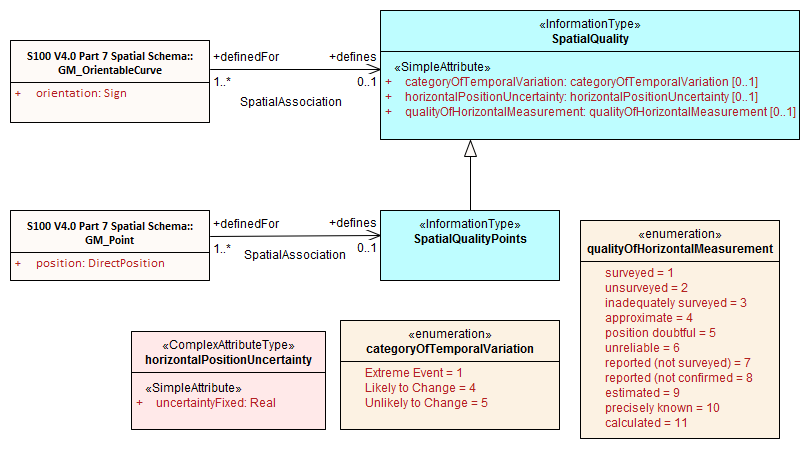 S100 V4.0 Part 7 Spatial Schema::
GM_OrientableCurve
+ orientation: Sign
+definedFor
+defines
1..*
0..1
SpatialAssociation
«InformationType»
SpatialQuality
«SimpleAttribute»
+ categoryOfTemporalVariation: categoryOfTemporalVariation [0..1]
+ horizontalPositionUncertainty: horizontalPositionUncertainty [0..1]
+ qualityOfHorizontalMeasurement: qualityOfHorizontalMeasurement [0..1]
S100 V4.0 Part 7 Spatial Schema::
GM_Point
+ position: DirectPosition
+definedFor
+defines
1..*
0..1
SpatialAssociation
«InformationType»
SpatialQualityPoints
«enumeration»
qualityOfHorizontalMeasurement
surveyed = 1
unsurveyed = 2
inadequately surveyed = 3
approximate = 4
position doubtful = 5
unreliable = 6
reported (not surveyed) = 7
reported (not confirmed = 8
estimated = 9
precisely known = 10
calculated = 11
«ComplexAttributeType»
horizontalPositionUncertainty
«SimpleAttribute»
+ uncertaintyFixed: Real
«enumeration»
categoryOfTemporalVariation
Extreme Event = 1
Likely to Change = 4
Unlikely to Change = 5